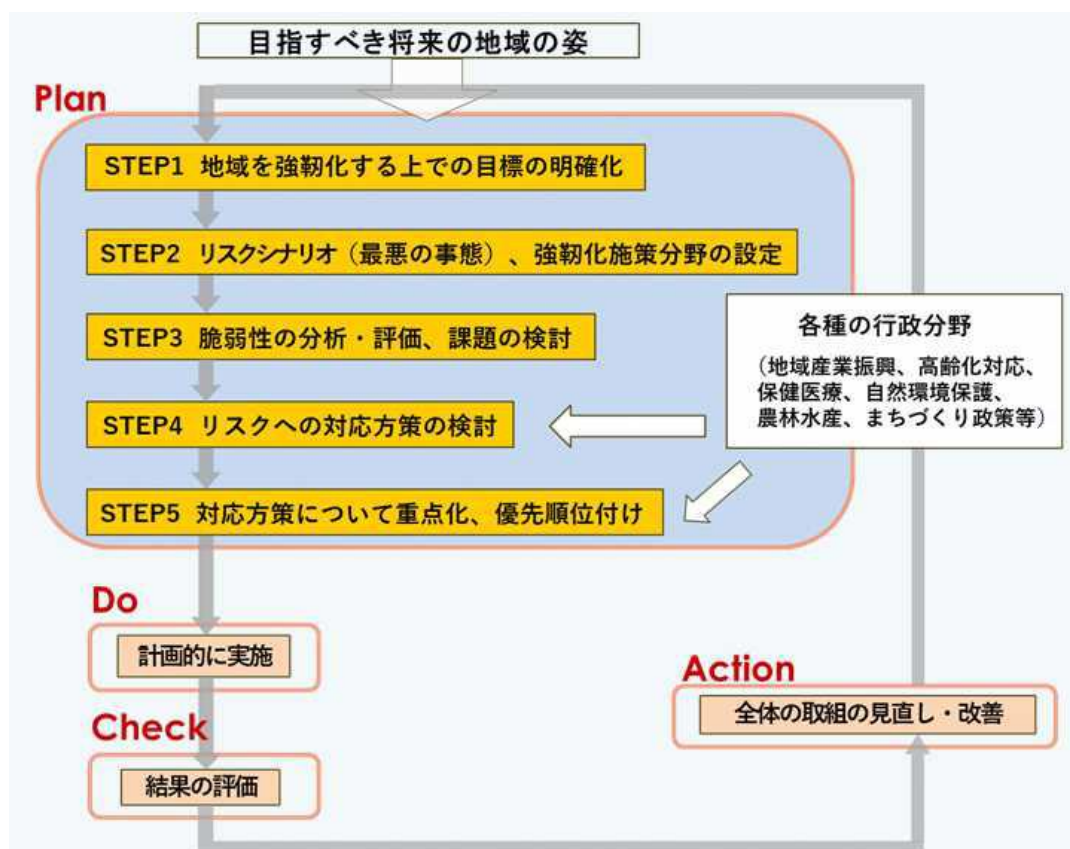 目指すべき将来の地域の姿
Plan
STEP1 地域を強靭化する上での目標の明確化
STEP2 リスクシナリオ（最悪の事態）、強靭化施策分野の設定
STEP3 脆弱性の分析・評価、課題の検討
STEP4 リスクへの対応方策の検討
STEP5 対応方策について重点化、優先順位付け
各種の行政分野
（地域産業振興、高齢化対応、
保健医療、自然環境保護、
農林水産、まちづくり政策等）
Do
計画的に実施
Check
結果の評価
Action
全体の取組の見直し・改善